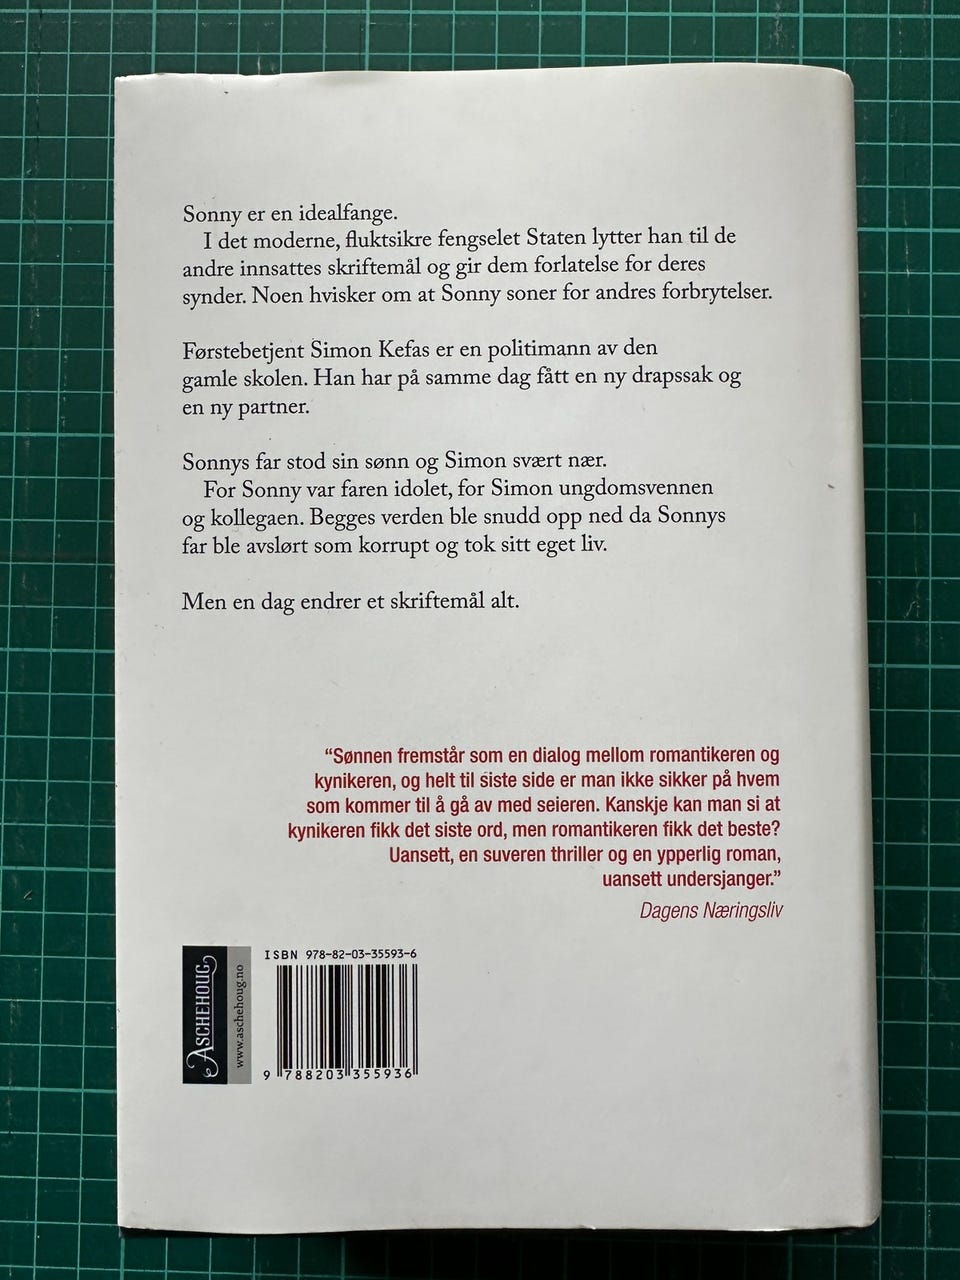 Sonny er en idealfange.
I det moderne, fluktsikre fengselet Staten lytter han til de
andre innsattes skriftemål og gir dem forlatelse for deres
synder. Noen hvisker om at Sonny soner for andres forbrytelser.
Førstebetjent Simon Kefas er en politimann av den
gamle skolen. Han har på samme dag fått en ny drapssak og
en ny partner.
Sonnys far stod sin sønn og Simon svært nær.
For Sonny var faren idolet, for Simon ungdomsvennen
og kollegaen. Begges verden ble snudd opp ned da Sonnys
far ble avslørt som korrupt og tok sitt eget liv.
Men en dag endrer et skriftemål alt.
“Sønnen fremstår som en dialog mellom romantikeren og
kynikeren, og helt til siste side er man ikke sikker på hvem
som kommer til å gå av med seieren. Kanskje kan man si at
kynikeren fikk det siste ord, men romantikeren fikk det beste?
Uansett, en suveren thriller og en ypperlig roman,
uansett undersjanger.”
Dagens Næringsliv
ASCHEHOUG
www.aschehoug.no
ISBN 978-82-03-35593-6
9 788203 355936